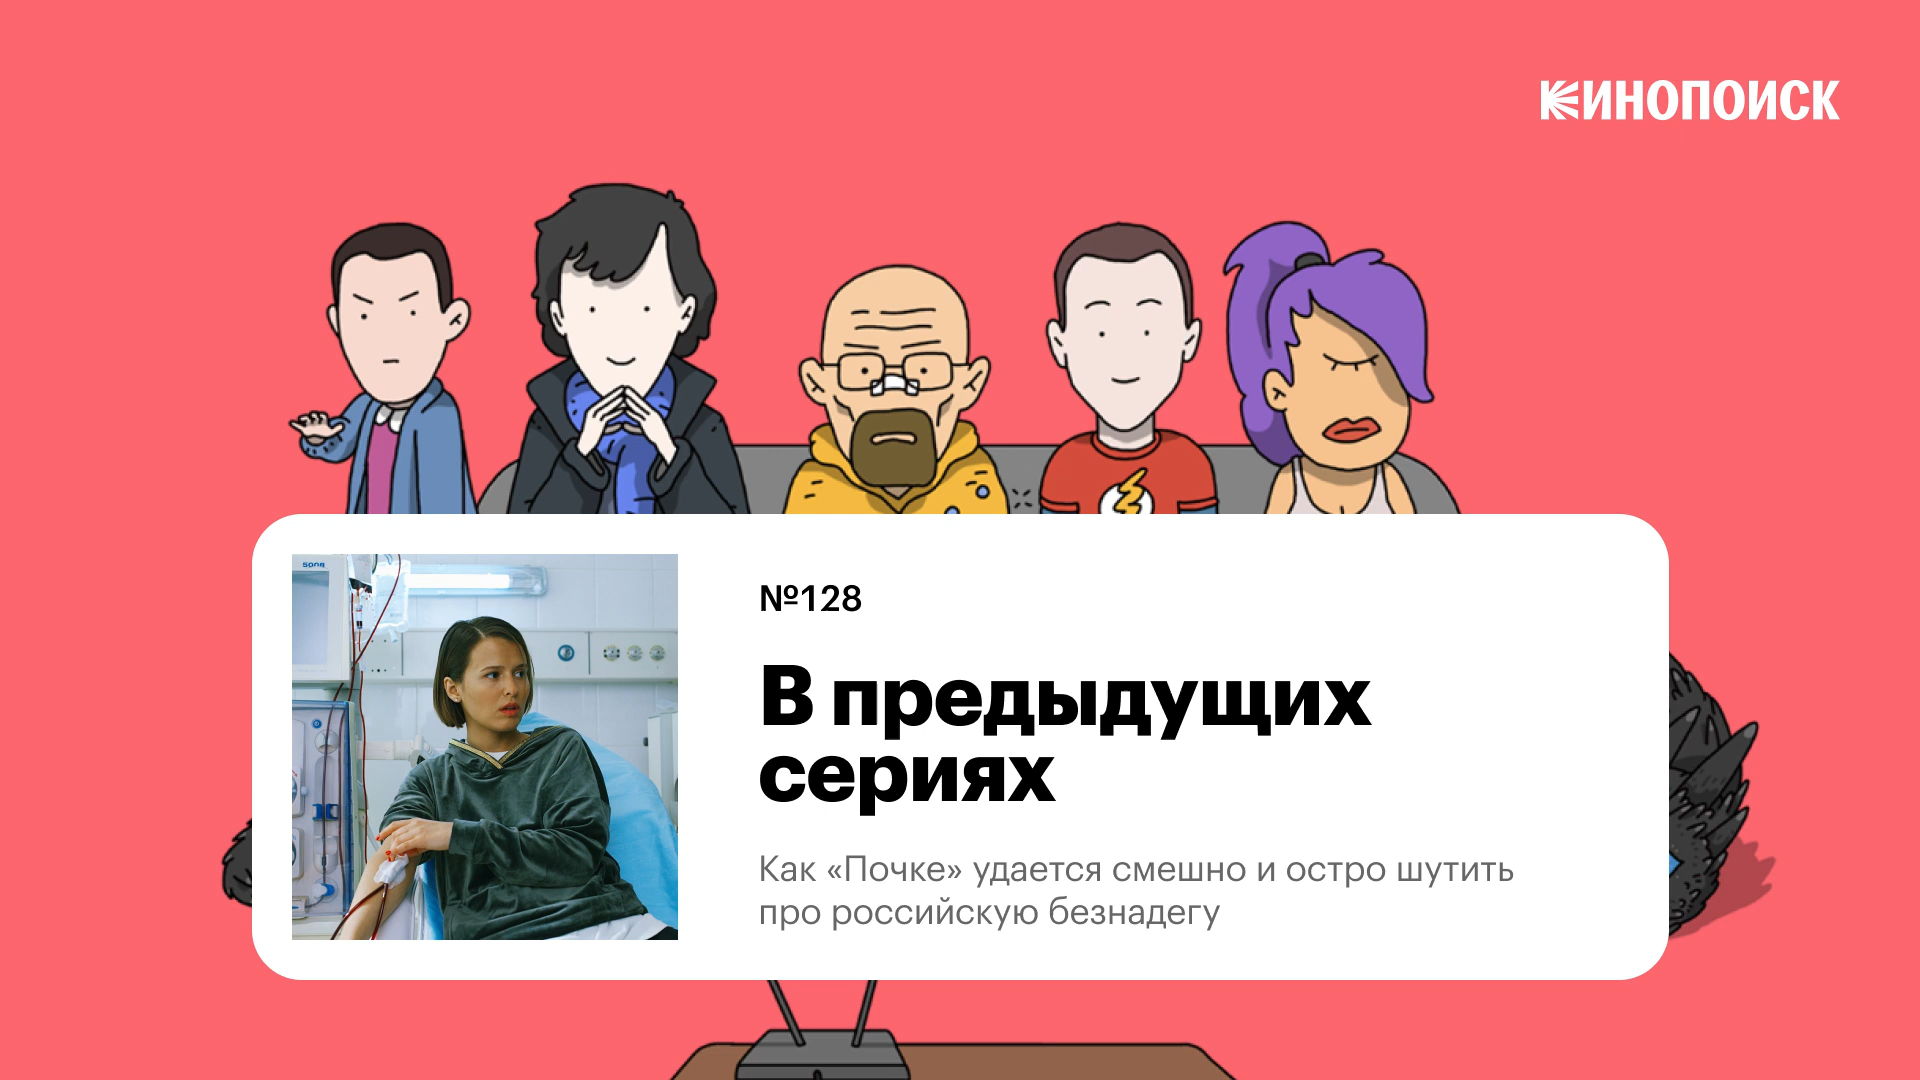 КИНОПОИСК
№128
В предыдущих
сериях
Как «Почке» удается смешно и остро шутить
про российскую безнадегу